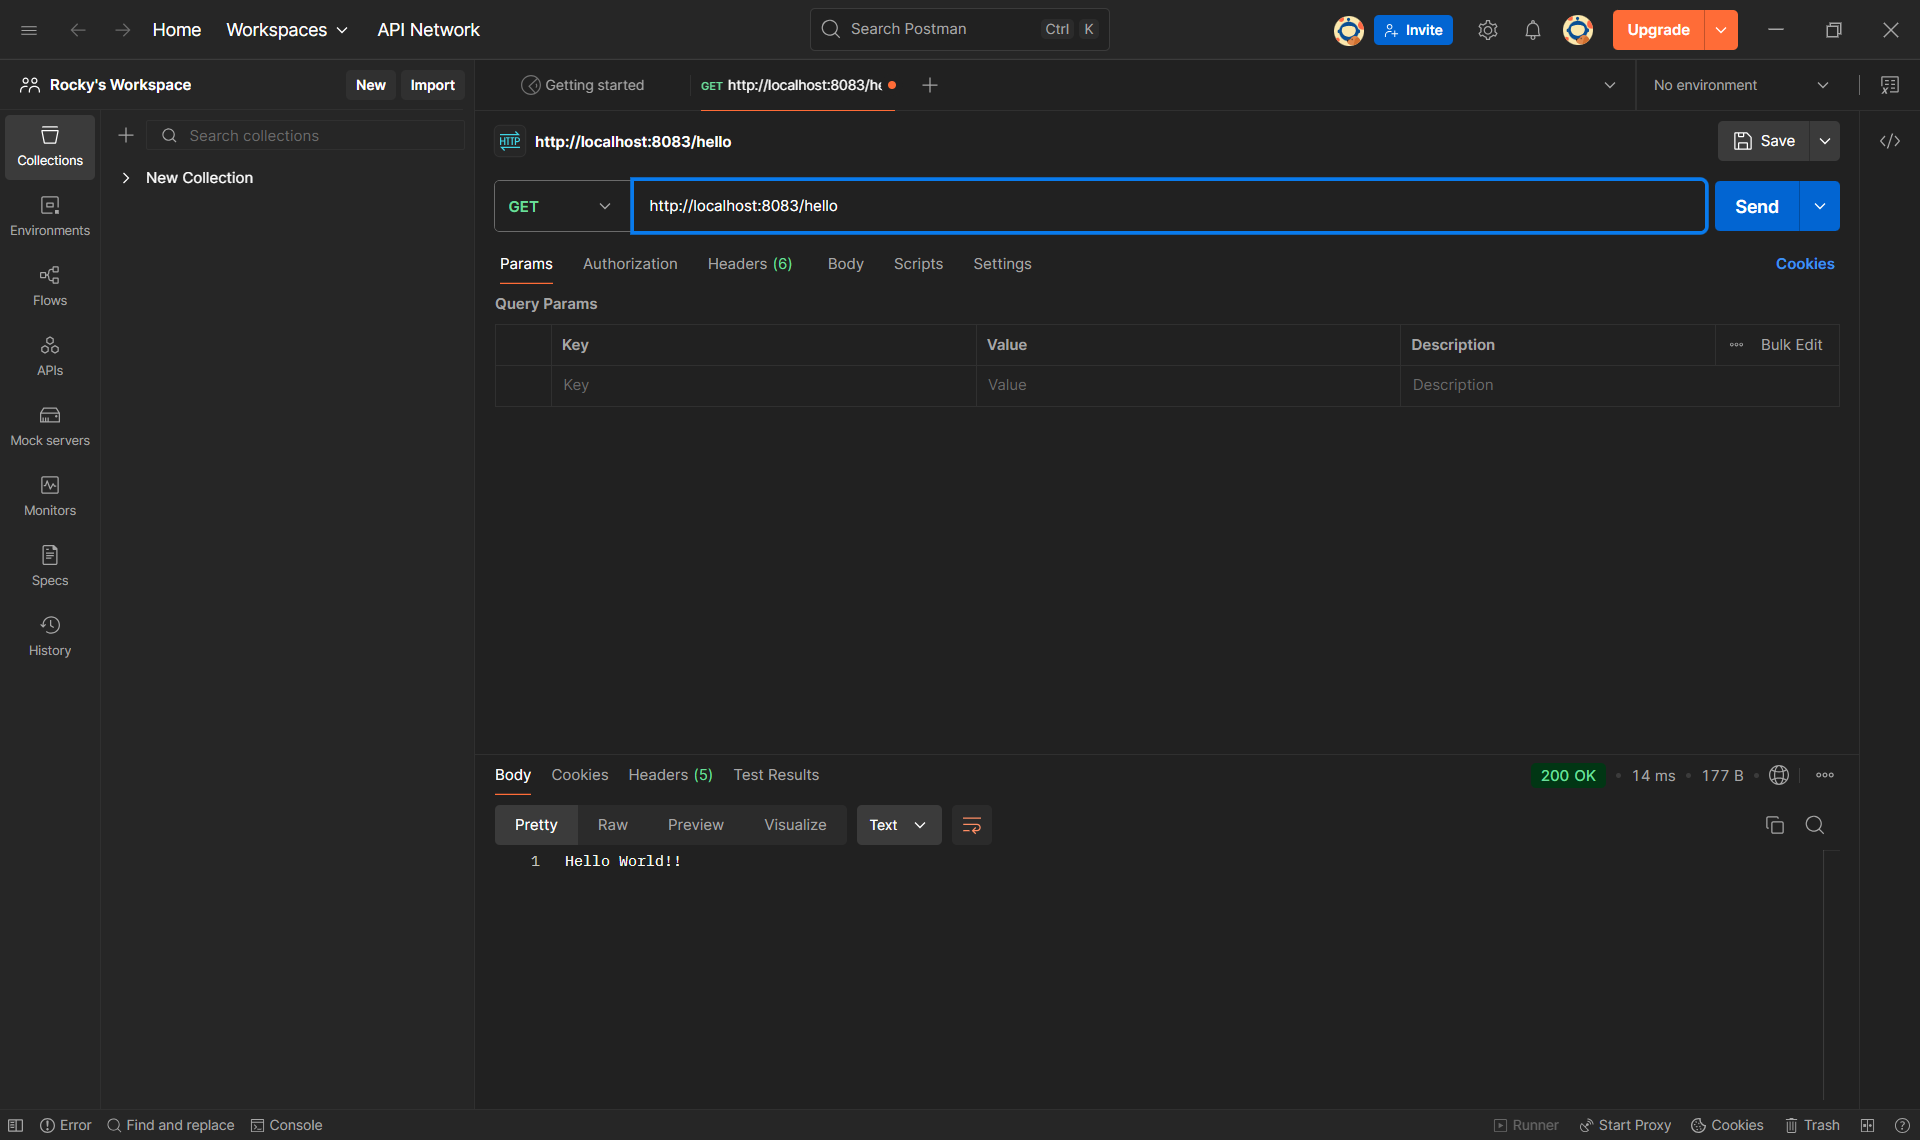 Home Workspaces API Network Search Postman Ctrl K Invite Upgrade
Rocky's Workspace New Import Getting started GET http://localhost:8083/he No environment
Search collections
http://localhost:8083/hello Save
Collections
New Collection
GET http://localhost:8083/hello Send
Environments
Params Authorization Headers (6) Body Scripts Settings Cookies
Flows
Query Params
Key Value Description Bulk Edit
APIs
Key Value Description
Mock servers
Monitors
Specs
History
Body Cookies Headers (5) Test Results 200 OK 14 ms 177 B
Pretty Raw Preview Visualize Text
1 Hello World!!
Error Find and replace Console Runner Start Proxy Cookies Trash